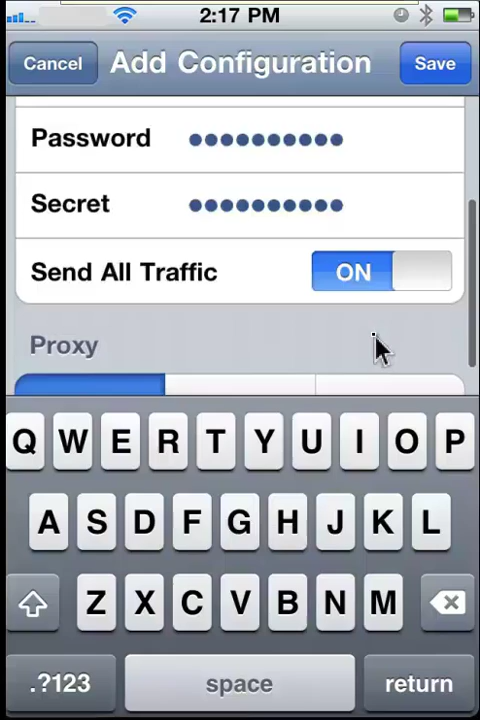 2:17 PM
Cancel Add Configuration Save
Password ●●●●●●●●●●
Secret ●●●●●●●●●●
Send All Traffic ON
Proxy
Q W E R T Y U I O P
A S D F G H J K L
Z X C V B N M
.?123 space return